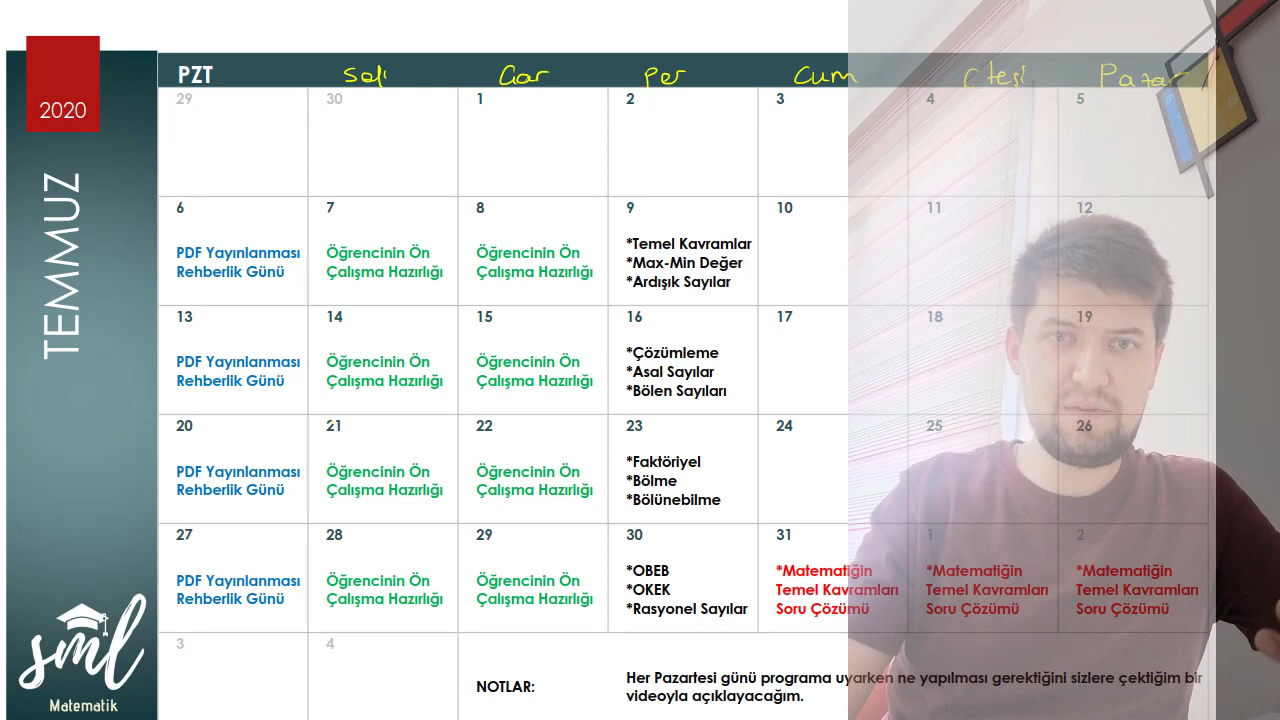 2020
TEMMUZ
PZT Salı Çar Per Cum Ctesi Pazar
29 30 1 2 3 4 5
6 7 8 9 10 11 12
PDF Yayınlanması
Rehberlik Günü
Öğrencinin Ön
Çalışma Hazırlığı
Öğrencinin Ön
Çalışma Hazırlığı
*Temel Kavramlar
*Max-Min Değer
*Ardışık Sayılar
13 14 15 16 17 18 19
PDF Yayınlanması
Rehberlik Günü
Öğrencinin Ön
Çalışma Hazırlığı
Öğrencinin Ön
Çalışma Hazırlığı
*Çözümleme
*Asal Sayılar
*Bölen Sayıları
20 21 22 23 24 25 26
PDF Yayınlanması
Rehberlik Günü
Öğrencinin Ön
Çalışma Hazırlığı
Öğrencinin Ön
Çalışma Hazırlığı
*Faktöriyel
*Bölme
*Bölünebilme
27 28 29 30 31 1 2
PDF Yayınlanması
Rehberlik Günü
Öğrencinin Ön
Çalışma Hazırlığı
Öğrencinin Ön
Çalışma Hazırlığı
*OBEB
*OKEK
*Rasyonel Sayılar
*Matematiğin
Temel Kavramları
Soru Çözümü
*Matematiğin
Temel Kavramları
Soru Çözümü
*Matematiğin
Temel Kavramları
Soru Çözümü
3 4
NOTLAR:
Her Pazartesi günü programa uyarken ne yapılması gerektiğini sizlere çektiğim bir
videoyla açıklayacağım.
sml
Matematik